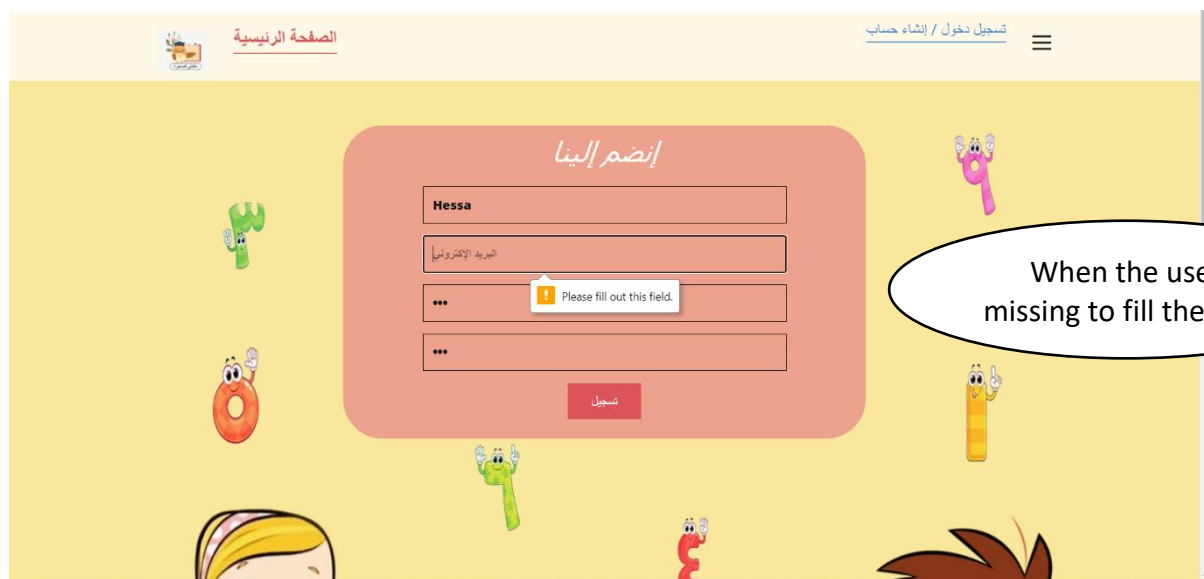 الصفحة الرئيسية
تسجيل دخول / إنشاء حساب
إنضم إلينا
Hessa
البريد الإلكتروني
Please fill out this field.
•••
•••
تسجيل
When the use
missing to fill the